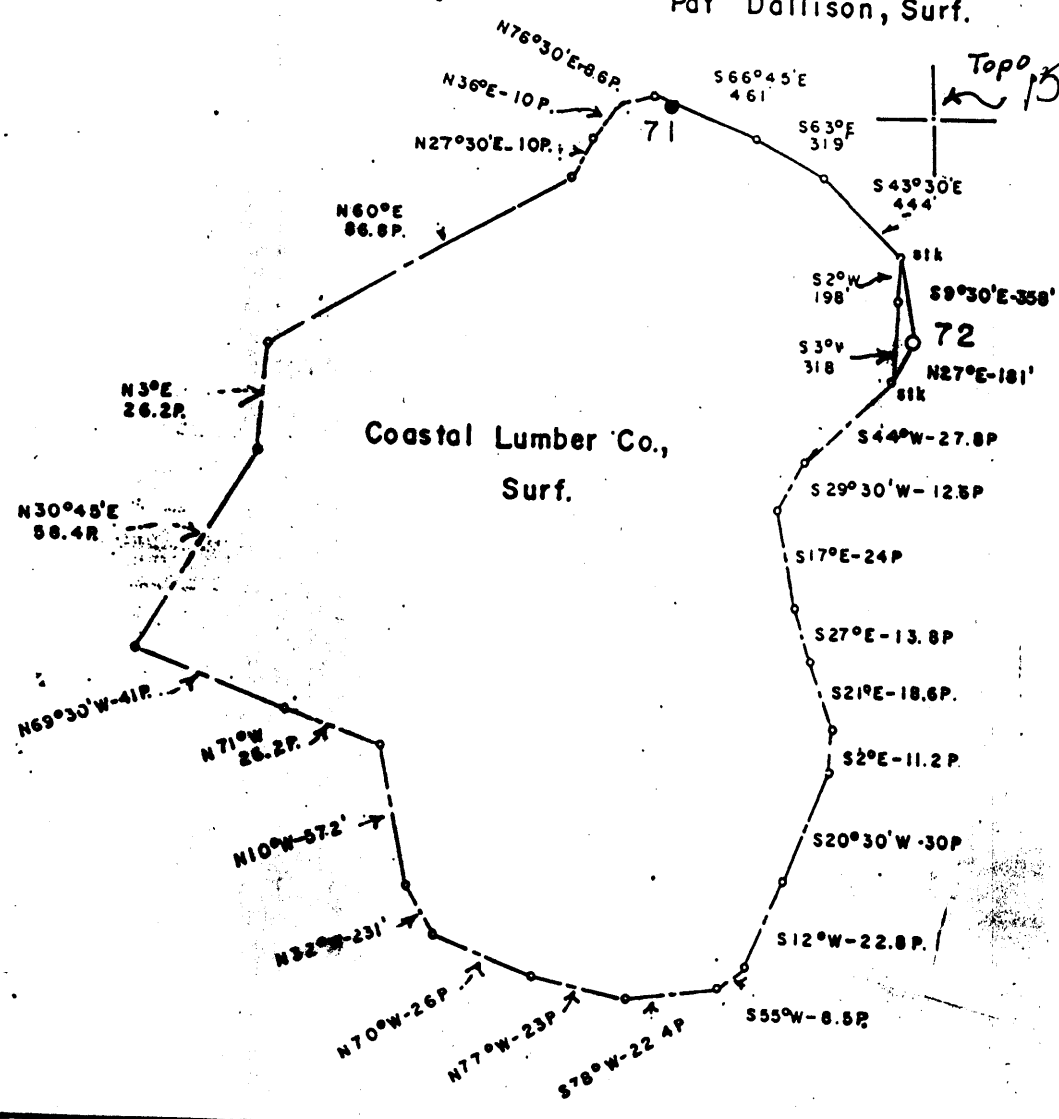 Pat Dallison, Surf.
N76°30'E-8.6P.
S66°45'E
461'
Topo
N36°E-10P.
71
S63°E
319'
N27°30'E-10P.
S43°30'E
444'
N60°E
86.8P.
stk
S2°W
198'
S9°30'E-358'
72
S3°W
318
N27°E-181'
stk
N3°E
26.2P.
Coastal Lumber Co.,
Surf.
S44°W-27.8P
S29°30'W-12.5P
N30°45'E
58.4P.
S17°E-24P
S27°E-13.8P
S21°E-18.6P.
N69°30'W-41P.
N71°W
26.2P.
S2°E-11.2P.
N10°W-572'
S20°30'W-30P
N32°W-231'
S12°W-22.8P.
N70°W-26P
N77°W-23P
S78°W-22.4P
S55°W-8.5P.